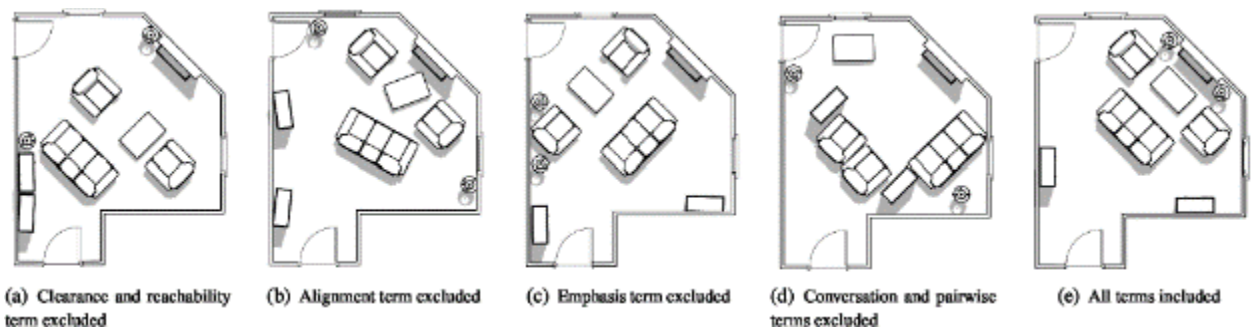 (a) Clearance and reachability
term excluded
(b) Alignment term excluded
(c) Emphasis term excluded
(d) Conversation and pairwise
terms excluded
(e) All terms included